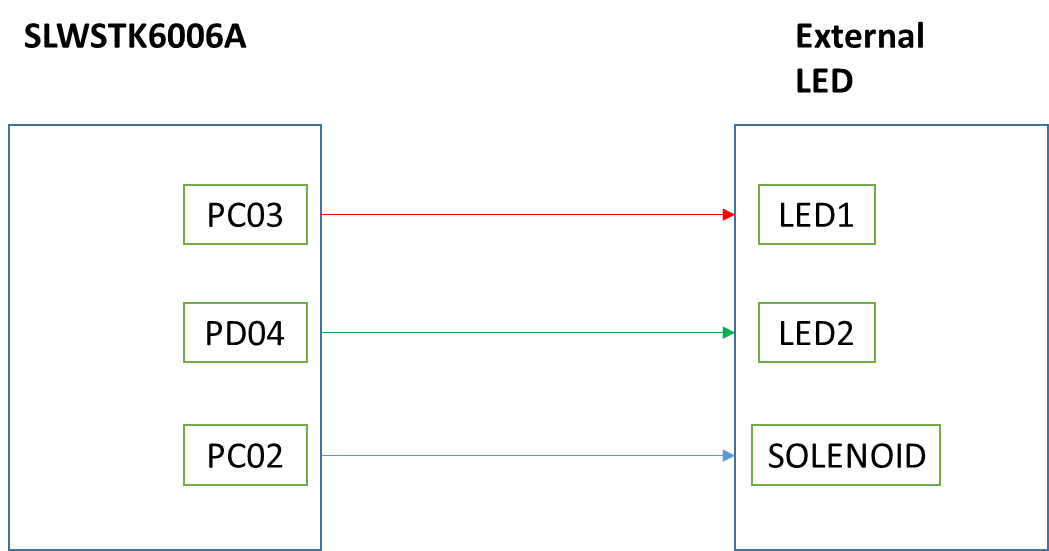 SLWSTK6006A
External
LED
PC03
LED1
PD04
LED2
PC02
SOLENOID